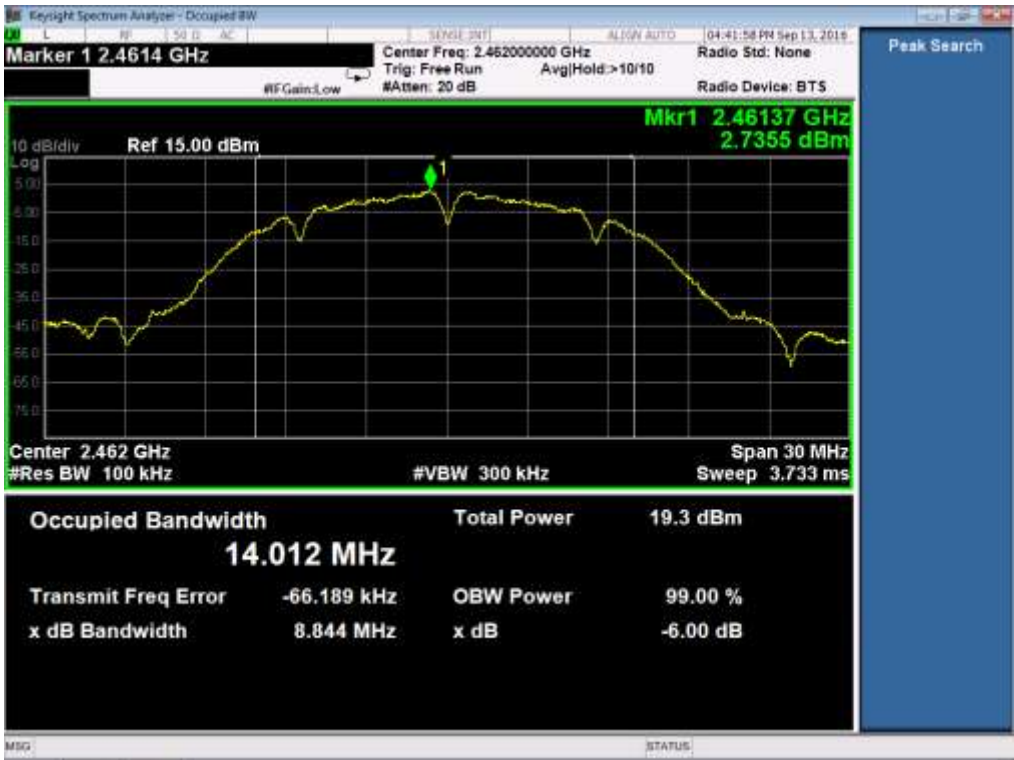 Keysight Spectrum Analyzer - Occupied BW
L RF 50 Ω AC SENSE:INT ALIGN AUTO 04:41:58 PM Sep 13, 2016
Marker 1 2.4614 GHz
Center Freq: 2.462000000 GHz
Radio Std: None
Peak Search
Trig: Free Run Avg|Hold:>10/10
#IFGain:Low #Atten: 20 dB Radio Device: BTS
Mkr1 2.46137 GHz
2.7355 dBm
10 dB/div Ref 15.00 dBm
Log
1
5.00
-5.00
-15.0
-25.0
-35.0
-45.0
-55.0
-65.0
-75.0
Center 2.462 GHz Span 30 MHz
#Res BW 100 kHz #VBW 300 kHz Sweep 3.733 ms
Occupied Bandwidth Total Power 19.3 dBm
14.012 MHz
Transmit Freq Error -66.189 kHz OBW Power 99.00 %
x dB Bandwidth 8.844 MHz x dB -6.00 dB
MSG STATUS